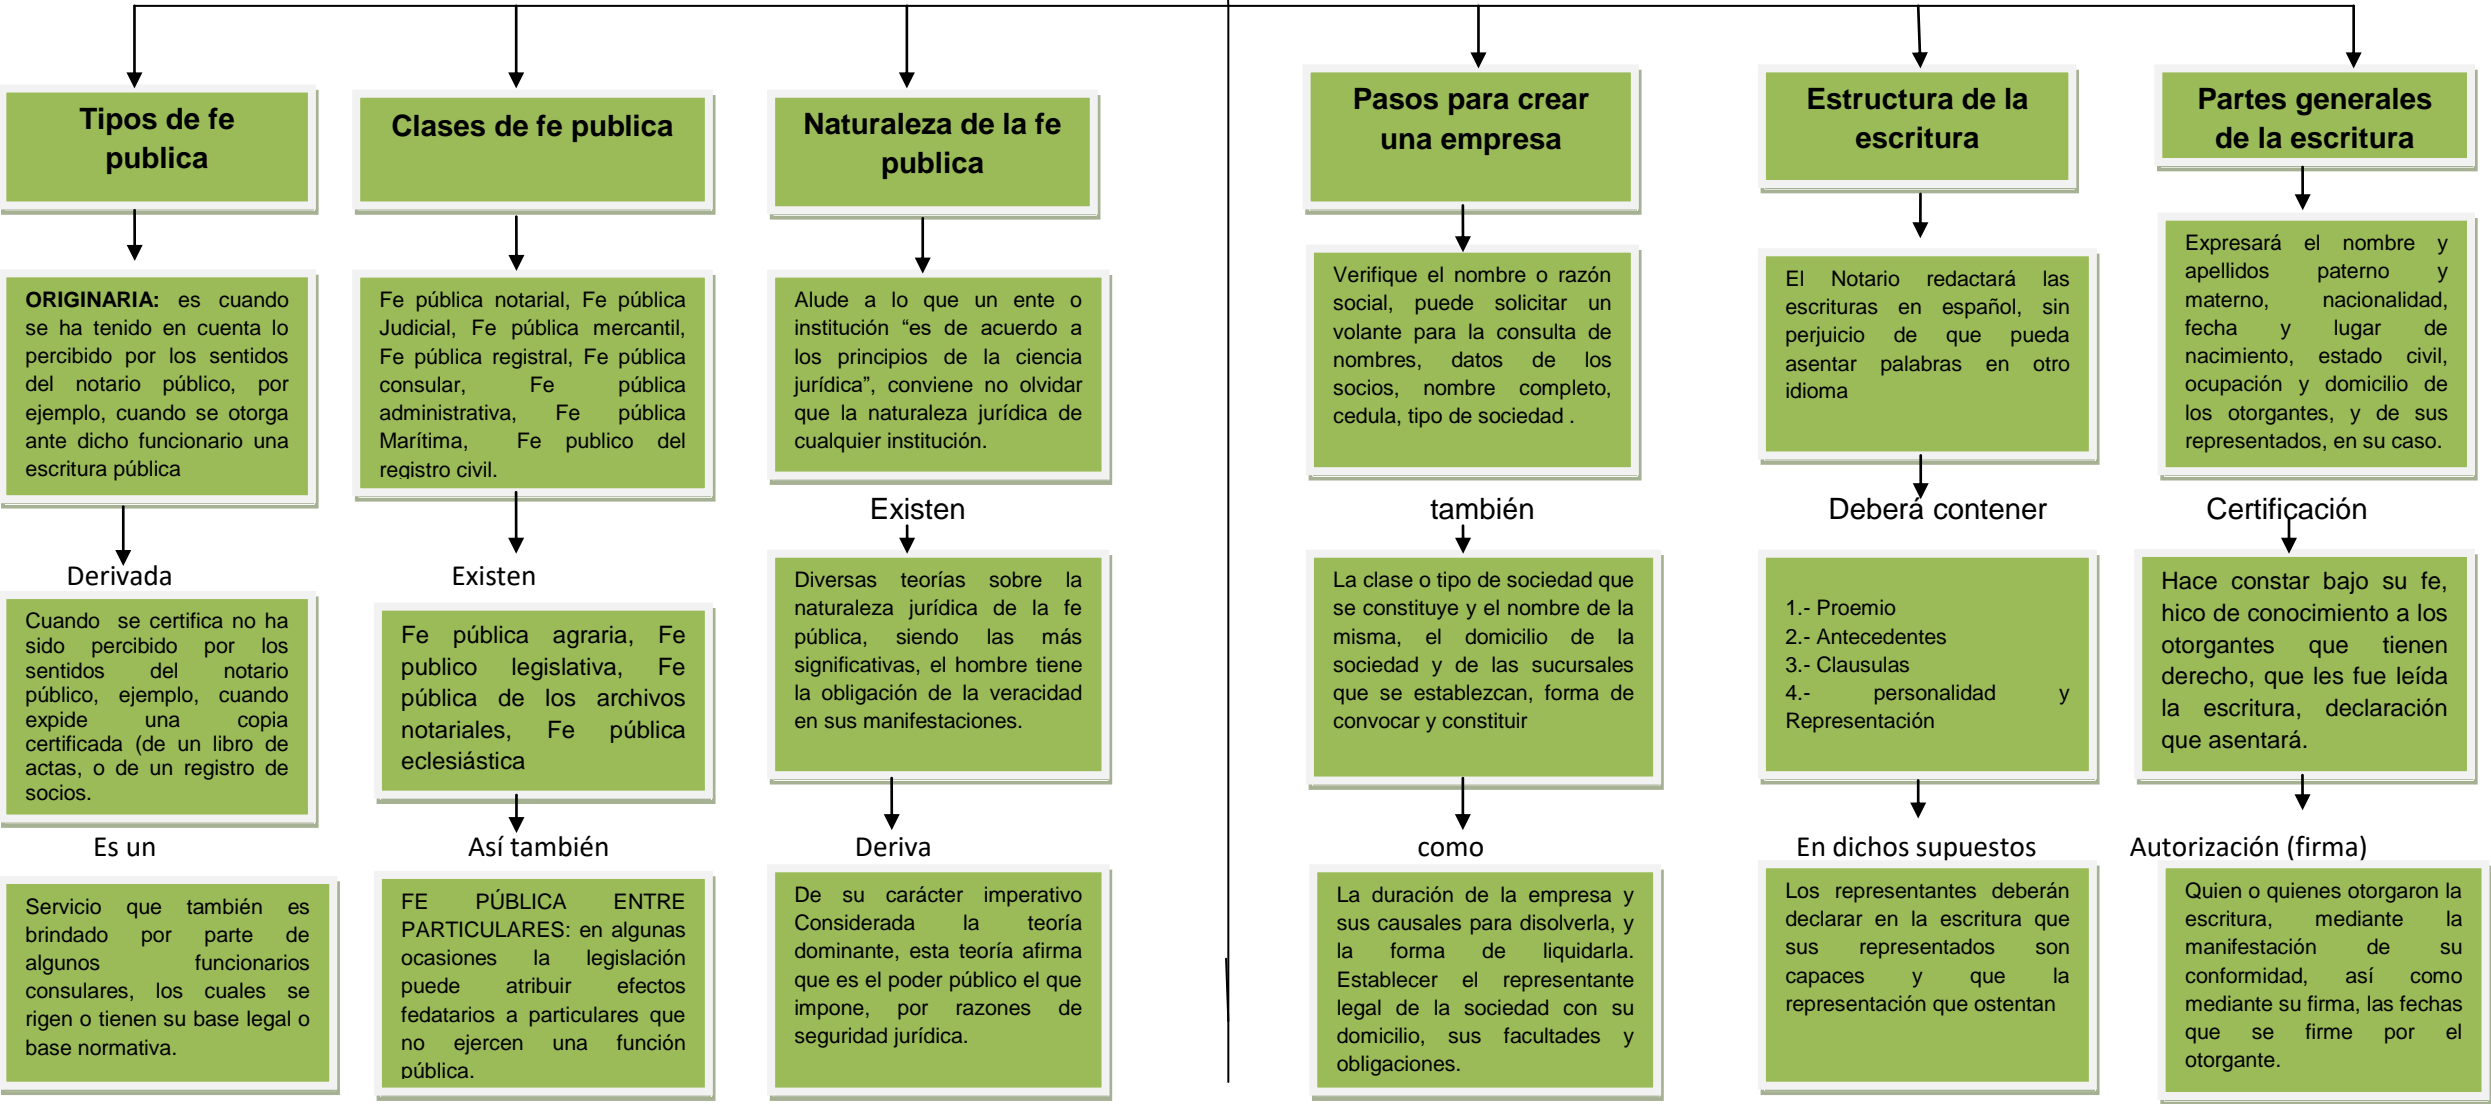 Tipos de fe
publica
ORIGINARIA: es cuando
se ha tenido en cuenta lo
percibido por los sentidos
del notario público, por
ejemplo, cuando se otorga
ante dicho funcionario una
escritura pública
Derivada
Cuando se certifica no ha
sido percibido por los
sentidos del notario
público, ejemplo, cuando
expide una copia
certificada (de un libro de
actas, o de un registro de
socios.
Es un
Servicio que también es
brindado por parte de
algunos funcionarios
consulares, los cuales se
rigen o tienen su base legal o
base normativa.
Clases de fe publica
Fe pública notarial, Fe pública
Judicial, Fe pública mercantil,
Fe pública registral, Fe pública
consular, Fe pública
administrativa, Fe pública
Marítima, Fe publico del
registro civil.
Existen
Fe pública agraria, Fe
publico legislativa, Fe
pública de los archivos
notariales, Fe pública
eclesiástica
Así también
FE PÚBLICA ENTRE
PARTICULARES: en algunas
ocasiones la legislación
puede atribuir efectos
fedatarios a particulares que
no ejercen una función
pública.
Naturaleza de la fe
publica
Alude a lo que un ente o
institución “es de acuerdo a
los principios de la ciencia
jurídica”, conviene no olvidar
que la naturaleza jurídica de
cualquier institución.
Existen
Diversas teorías sobre la
naturaleza jurídica de la fe
pública, siendo las más
significativas, el hombre tiene
la obligación de la veracidad
en sus manifestaciones.
Deriva
De su carácter imperativo
Considerada la teoría
dominante, esta teoría afirma
que es el poder público el que
impone, por razones de
seguridad jurídica.
Pasos para crear
una empresa
Verifique el nombre o razón
social, puede solicitar un
volante para la consulta de
nombres, datos de los
socios, nombre completo,
cedula, tipo de sociedad .
también
La clase o tipo de sociedad que
se constituye y el nombre de la
misma, el domicilio de la
sociedad y de las sucursales
que se establezcan, forma de
convocar y constituir
como
La duración de la empresa y
sus causales para disolverla, y
la forma de liquidarla.
Establecer el representante
legal de la sociedad con su
domicilio, sus facultades y
obligaciones.
Estructura de la
escritura
El Notario redactará las
escrituras en español, sin
perjuicio de que pueda
asentar palabras en otro
idioma
Deberá contener
1.- Proemio
2.- Antecedentes
3.- Clausulas
4.- personalidad y
Representación
En dichos supuestos
Los representantes deberán
declarar en la escritura que
sus representados son
capaces y que la
representación que ostentan
Partes generales
de la escritura
Expresará el nombre y
apellidos paterno y
materno, nacionalidad,
fecha y lugar de
nacimiento, estado civil,
ocupación y domicilio de
los otorgantes, y de sus
representados, en su caso.
Certificación
Hace constar bajo su fe,
hico de conocimiento a los
otorgantes que tienen
derecho, que les fue leída
la escritura, declaración
que asentará.
Autorización (firma)
Quien o quienes otorgaron la
escritura, mediante la
manifestación de su
conformidad, así como
mediante su firma, las fechas
que se firme por el
otorgante.